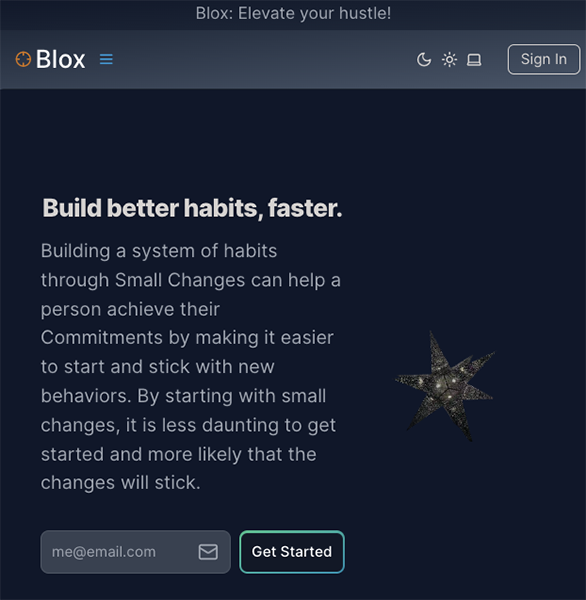 Blox: Elevate your hustle!
Blox
Sign In
Build better habits, faster.
Building a system of habits
through Small Changes can help a
person achieve their
Commitments by making it easier
to start and stick with new
behaviors. By starting with small
changes, it is less daunting to get
started and more likely that the
changes will stick.
me@email.com
Get Started